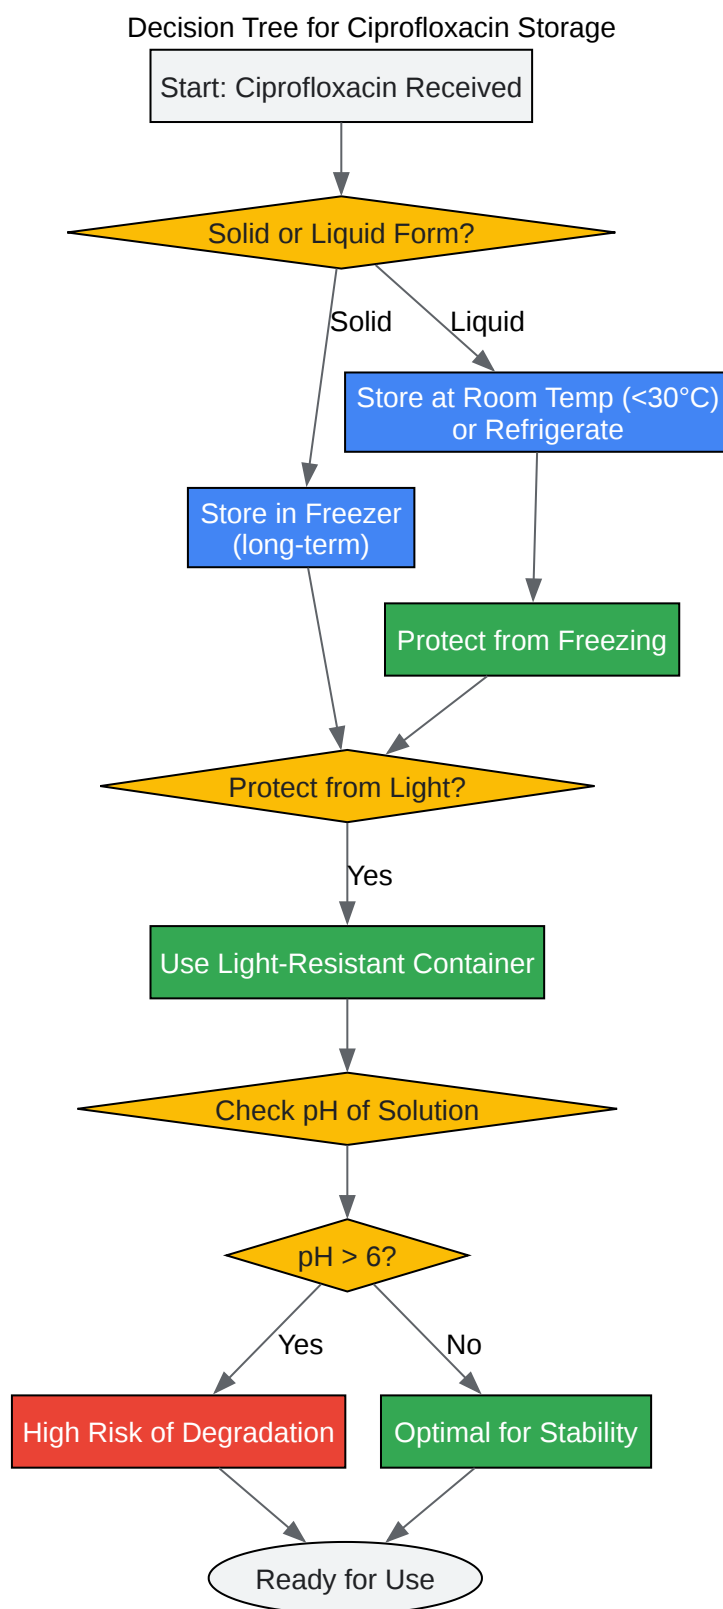 Decision Tree for Ciprofloxacin Storage
Start: Ciprofloxacin Received
Solid or Liquid Form?
Solid
Liquid
Store at Room Temp (<30°C)
or Refrigerate
Store in Freezer
(long-term)
Protect from Freezing
Protect from Light?
Yes
Use Light-Resistant Container
Check pH of Solution
pH > 6?
Yes
No
High Risk of Degradation
Optimal for Stability
Ready for Use